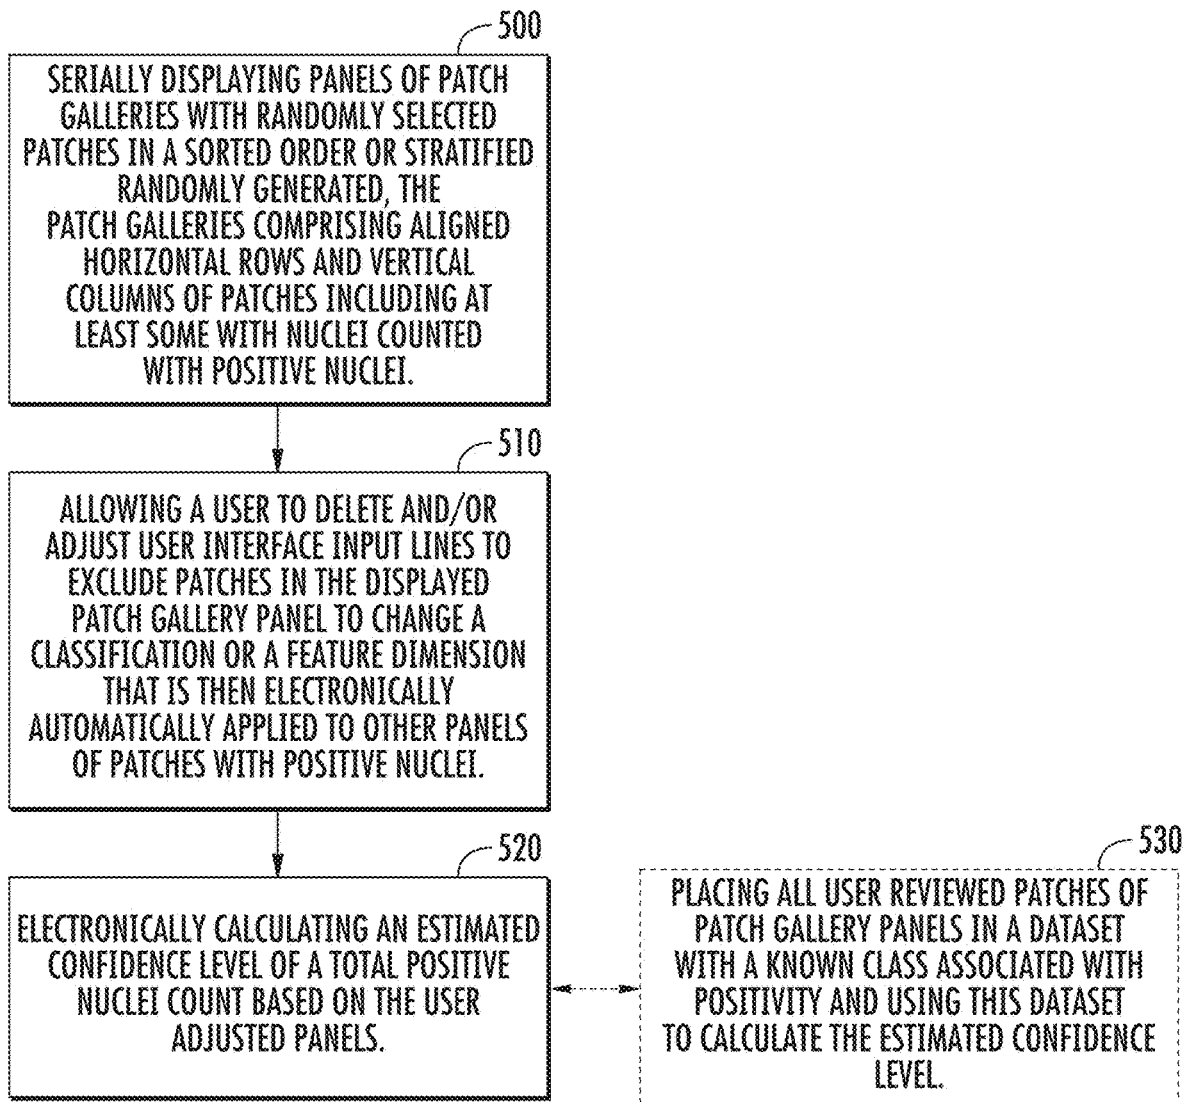 500
SERIALLY DISPLAYING PANELS OF PATCH
GALLERIES WITH RANDOMLY SELECTED
PATCHES IN A SORTED ORDER OR STRATIFIED
RANDOMLY GENERATED, THE
PATCH GALLERIES COMPRISING ALIGNED
HORIZONTAL ROWS AND VERTICAL
COLUMNS OF PATCHES INCLUDING AT
LEAST SOME WITH NUCLEI COUNTED
WITH POSITIVE NUCLEI.
510
ALLOWING A USER TO DELETE AND/OR
ADJUST USER INTERFACE INPUT LINES TO
EXCLUDE PATCHES IN THE DISPLAYED
PATCH GALLERY PANEL TO CHANGE A
CLASSIFICATION OR A FEATURE DIMENSION
THAT IS THEN ELECTRONICALLY
AUTOMATICALLY APPLIED TO OTHER PANELS
OF PATCHES WITH POSITIVE NUCLEI.
520
ELECTRONICALLY CALCULATING AN ESTIMATED
CONFIDENCE LEVEL OF A TOTAL POSITIVE
NUCLEI COUNT BASED ON THE USER
ADJUSTED PANELS.
530
PLACING ALL USER REVIEWED PATCHES OF
PATCH GALLERY PANELS IN A DATASET
WITH A KNOWN CLASS ASSOCIATED WITH
POSITIVITY AND USING THIS DATASET
TO CALCULATE THE ESTIMATED CONFIDENCE
LEVEL.